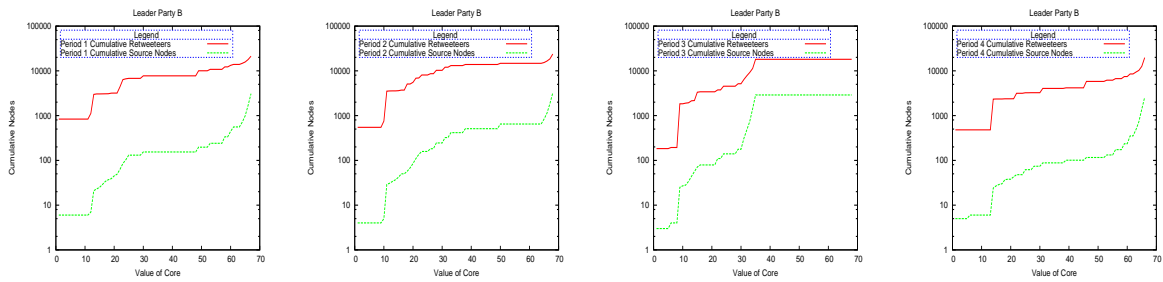 Leader Party B
Legend
Period 1 Cumulative Retweeteers
Period 1 Cumulative Source Nodes
100000
10000
1000
100
10
1
Cumulative Nodes
0 10 20 30 40 50 60 70
Value of Core
Leader Party B
Legend
Period 2 Cumulative Retweeteers
Period 2 Cumulative Source Nodes
100000
10000
1000
100
10
1
Cumulative Nodes
0 10 20 30 40 50 60 70
Value of Core
Leader Party B
Legend
Period 3 Cumulative Retweeteers
Period 3 Cumulative Source Nodes
100000
10000
1000
100
10
1
Cumulative Nodes
0 10 20 30 40 50 60 70
Value of Core
Leader Party B
Legend
Period 4 Cumulative Retweeteers
Period 4 Cumulative Source Nodes
100000
10000
1000
100
10
1
Cumulative Nodes
0 10 20 30 40 50 60 70
Value of Core